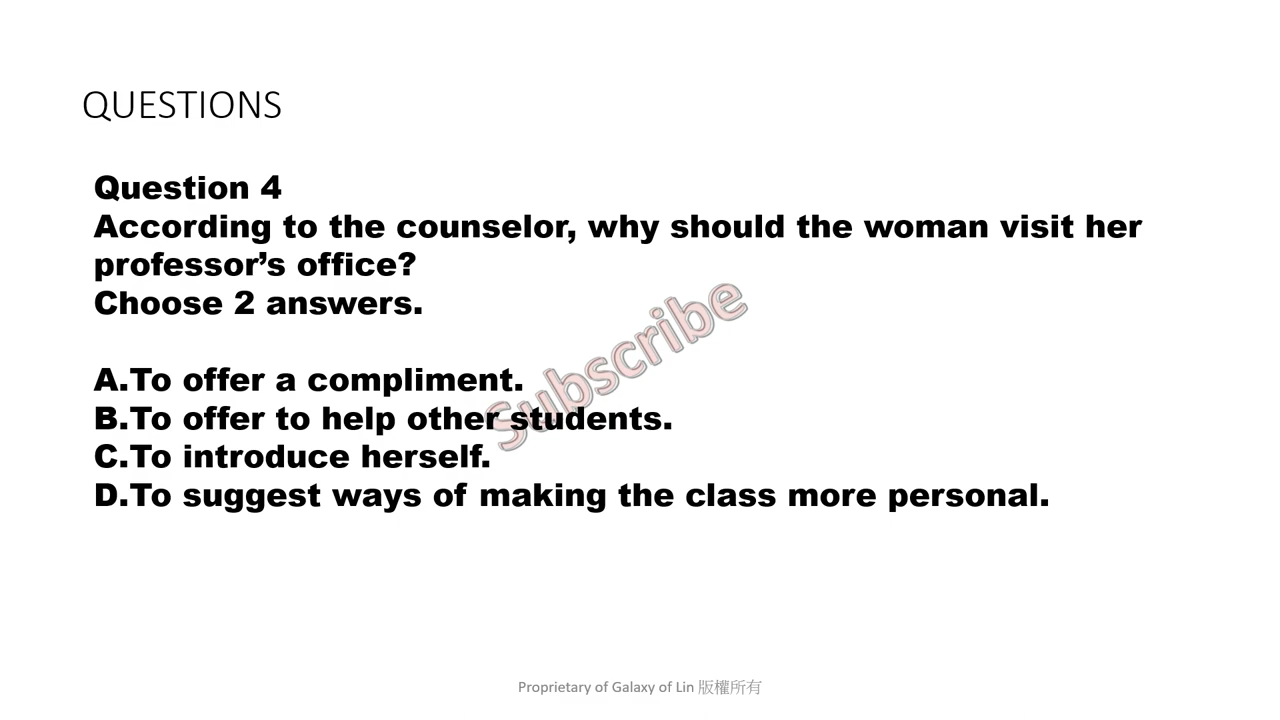 QUESTIONS
Question 4
According to the counselor, why should the woman visit her
professor’s office?
Choose 2 answers.
A.To offer a compliment.
B.To offer to help other students.
C.To introduce herself.
D.To suggest ways of making the class more personal.
Subscribe
Proprietary of Galaxy of Lin 版權所有